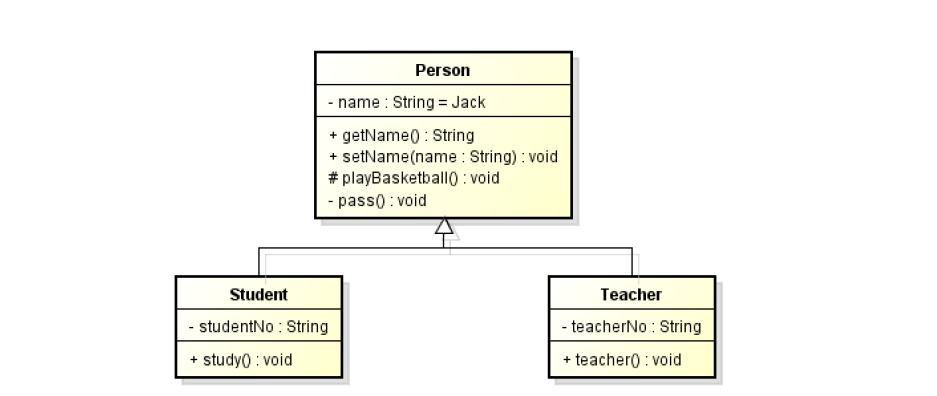 Person
- name : String = Jack
+ getName() : String
+ setName(name : String) : void
# playBasketball() : void
- pass() : void
Student
- studentNo : String
+ study() : void
Teacher
- teacherNo : String
+ teacher() : void